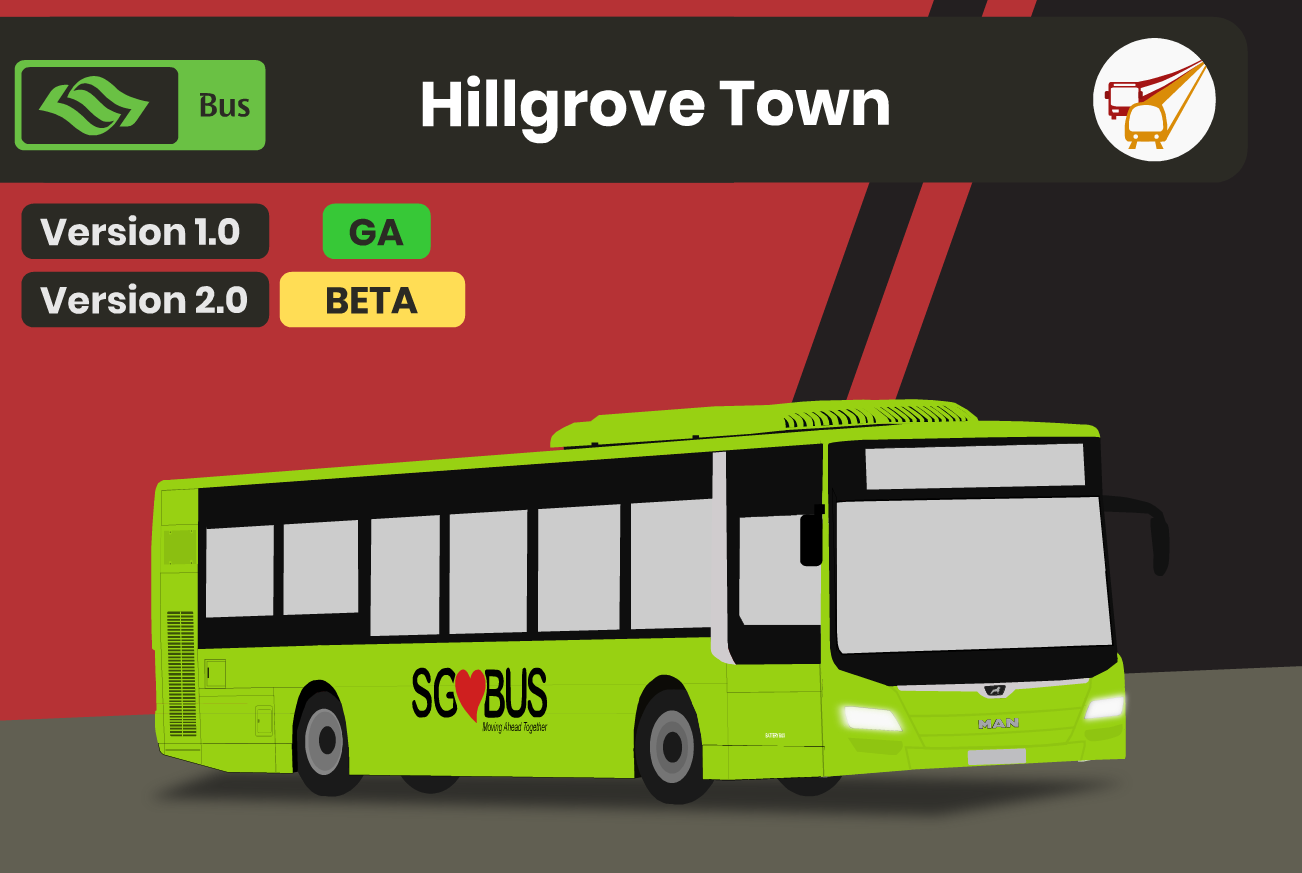 Bus
Hillgrove Town
Version 1.0
GA
Version 2.0
BETA
SG BUS
Moving Ahead Together
BATTERY BUS
MAN